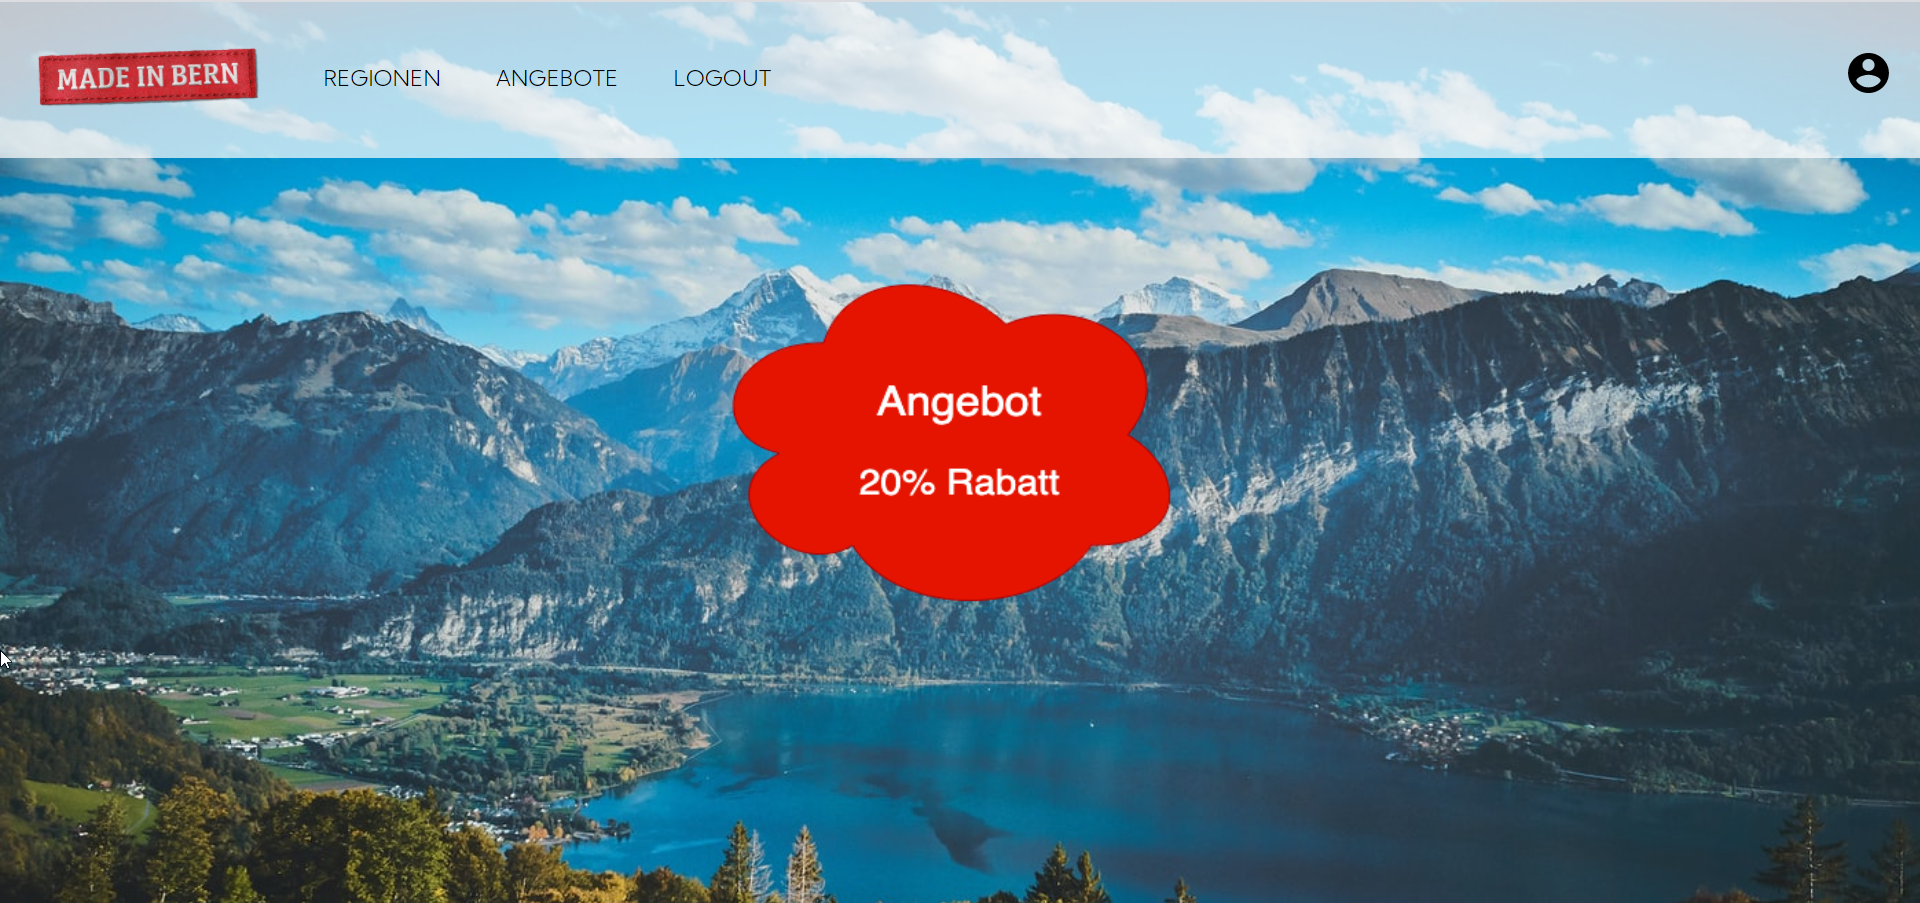 MADE IN BERN
REGIONEN
ANGEBOTE
LOGOUT
Angebot
20% Rabatt